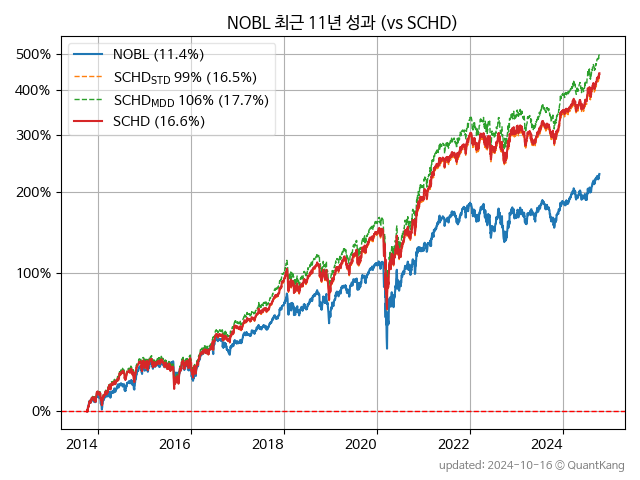 NOBL 최근 11년 성과 (vs SCHD)
NOBL (11.4%)
SCHD_STD 99% (16.5%)
SCHD_MDD 106% (17.7%)
SCHD (16.6%)
500%
400%
300%
200%
100%
0%
2014 2016 2018 2020 2022 2024
updated: 2024-10-16 © QuantKang